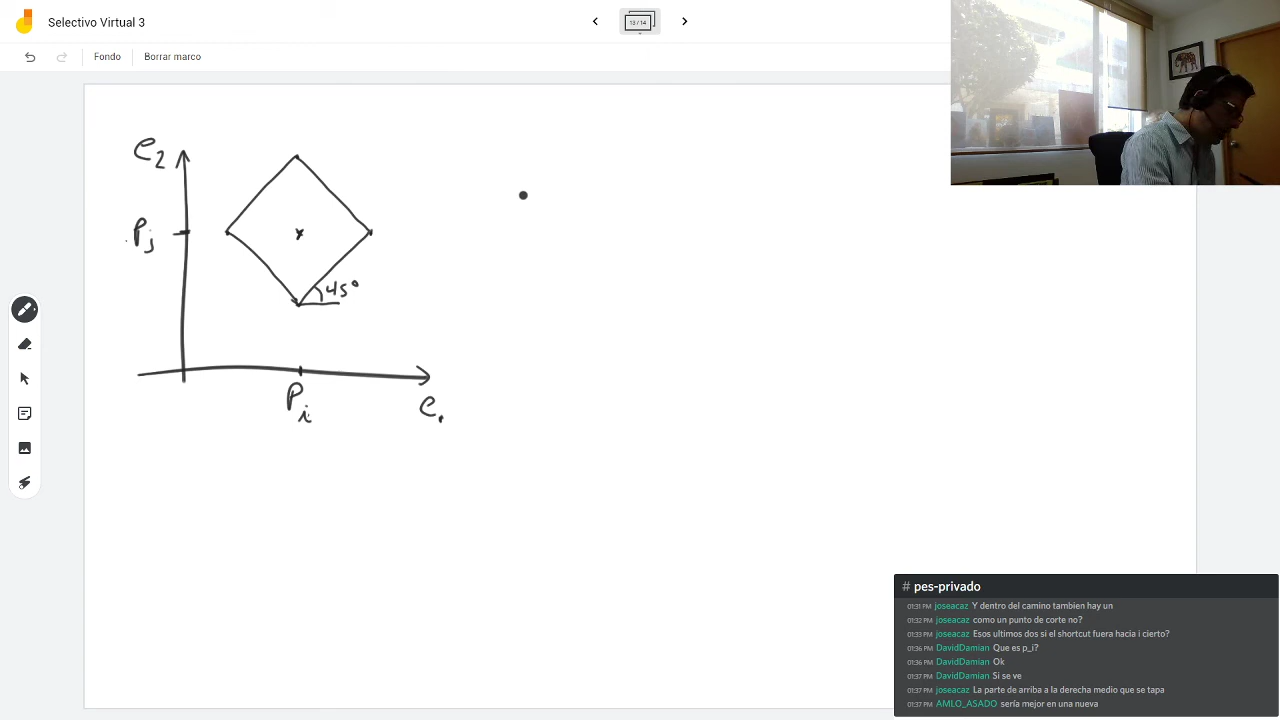 Selectivo Virtual 3
13 / 14
Fondo
Borrar marco
e2
Pj
45°
Pi
e1
# pes-privado
01:31 PM joseacaz Y dentro del camino tambien hay un
01:32 PM joseacaz como un punto de corte no?
01:33 PM joseacaz Esos ultimos dos si el shortcut fuera hacia i cierto?
01:36 PM DavidDamian Que es p_i?
01:36 PM DavidDamian Ok
01:37 PM DavidDamian Si se ve
01:37 PM joseacaz La parte de arriba a la derecha medio que se tapa
01:37 PM AMLO_ASADO sería mejor en una nueva